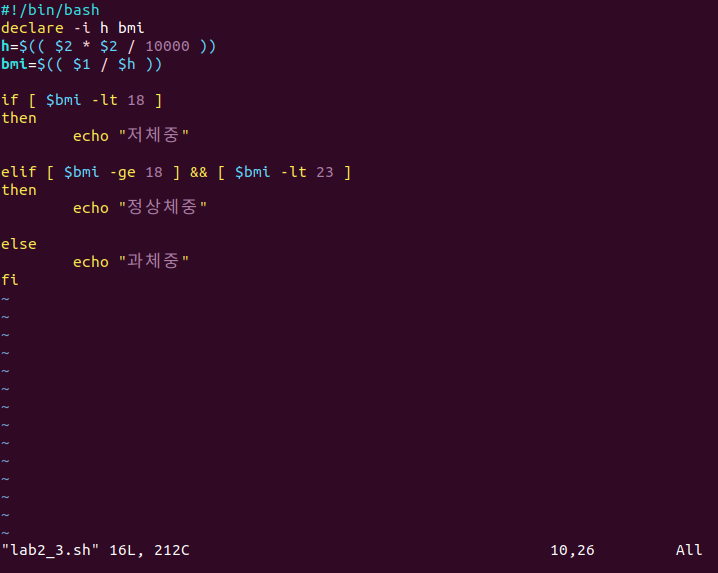 #!/bin/bash
declare -i h bmi
h=$(( $2 * $2 / 10000 ))
bmi=$(( $1 / $h ))
if [ $bmi -lt 18 ]
then
echo "저체중"
elif [ $bmi -ge 18 ] && [ $bmi -lt 23 ]
then
echo "정상체중"
else
echo "과체중"
fi
~
~
~
~
~
~
~
~
~
~
~
~
~
~
"lab2_3.sh" 16L, 212C 10,26 All